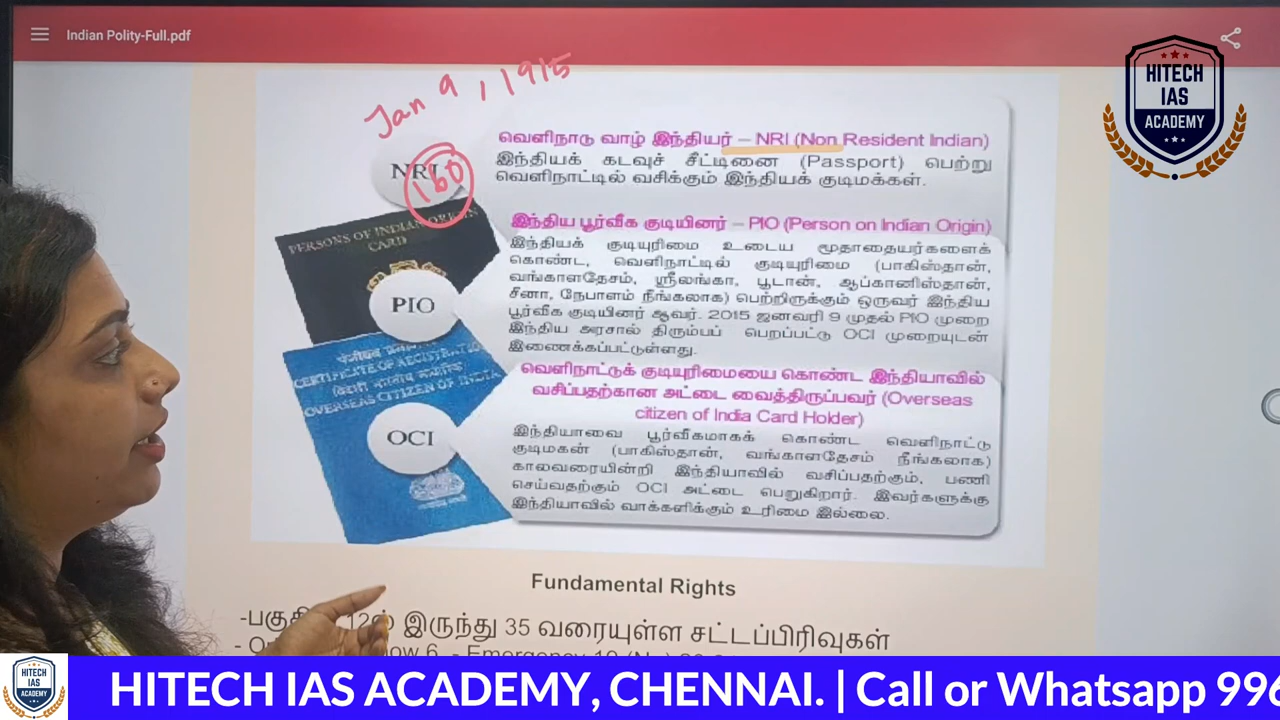 Indian Polity-Full.pdf
HITECH
IAS
ACADEMY
Jan 9, 1915
NRI
160
வெளிநாடு வாழ் இந்தியர் – NRI (Non Resident Indian)
இந்தியக் கடவுச் சீட்டினை (Passport) பெற்று
வெளிநாட்டில் வசிக்கும் இந்தியக் குடிமக்கள்.
PERSONS OF INDIAN ORIGIN
CARD
PIO
இந்திய பூர்வீக குடியினர் – PIO (Person on Indian Origin)
இந்தியக் குடியுரிமை உடைய மூதாதையர்களைக்
கொண்ட, வெளிநாட்டில் குடியுரிமை (பாகிஸ்தான்,
வங்காளதேசம், ஸ்ரீலங்கா, பூடான், ஆப்கானிஸ்தான்,
சீனா, நேபாளம் நீங்கலாக) பெற்றிருக்கும் ஒருவர் இந்திய
பூர்வீக குடியினர் ஆவர். 2015 ஜனவரி 9 முதல் PIO முறை
இந்திய அரசால் திரும்பப் பெறப்பட்டு OCI முறையுடன்
இணைக்கப்பட்டுள்ளது.
CERTIFICATE OF REGISTRATIO
OVERSEAS CITIZEN OF INDIA
OCI
வெளிநாட்டுக் குடியுரிமையை கொண்ட இந்தியாவில்
வசிப்பதற்கான அட்டை வைத்திருப்பவர் (Overseas
citizen of India Card Holder)
இந்தியாவை பூர்வீகமாகக் கொண்ட வெளிநாட்டு
குடிமகன் (பாகிஸ்தான், வங்காளதேசம் நீங்கலாக)
காலவரையின்றி இந்தியாவில் வசிப்பதற்கும், பணி
செய்வதற்கும் OCI அட்டை பெறுகிறார். இவர்களுக்கு
இந்தியாவில் வாக்களிக்கும் உரிமை இல்லை.
Fundamental Rights
12ல் இருந்து 35 வரையுள்ள சட்டப்பிரிவுகள்
HITECH
IAS
ACADEMY
HITECH IAS ACADEMY, CHENNAI. | Call or Whatsapp 996